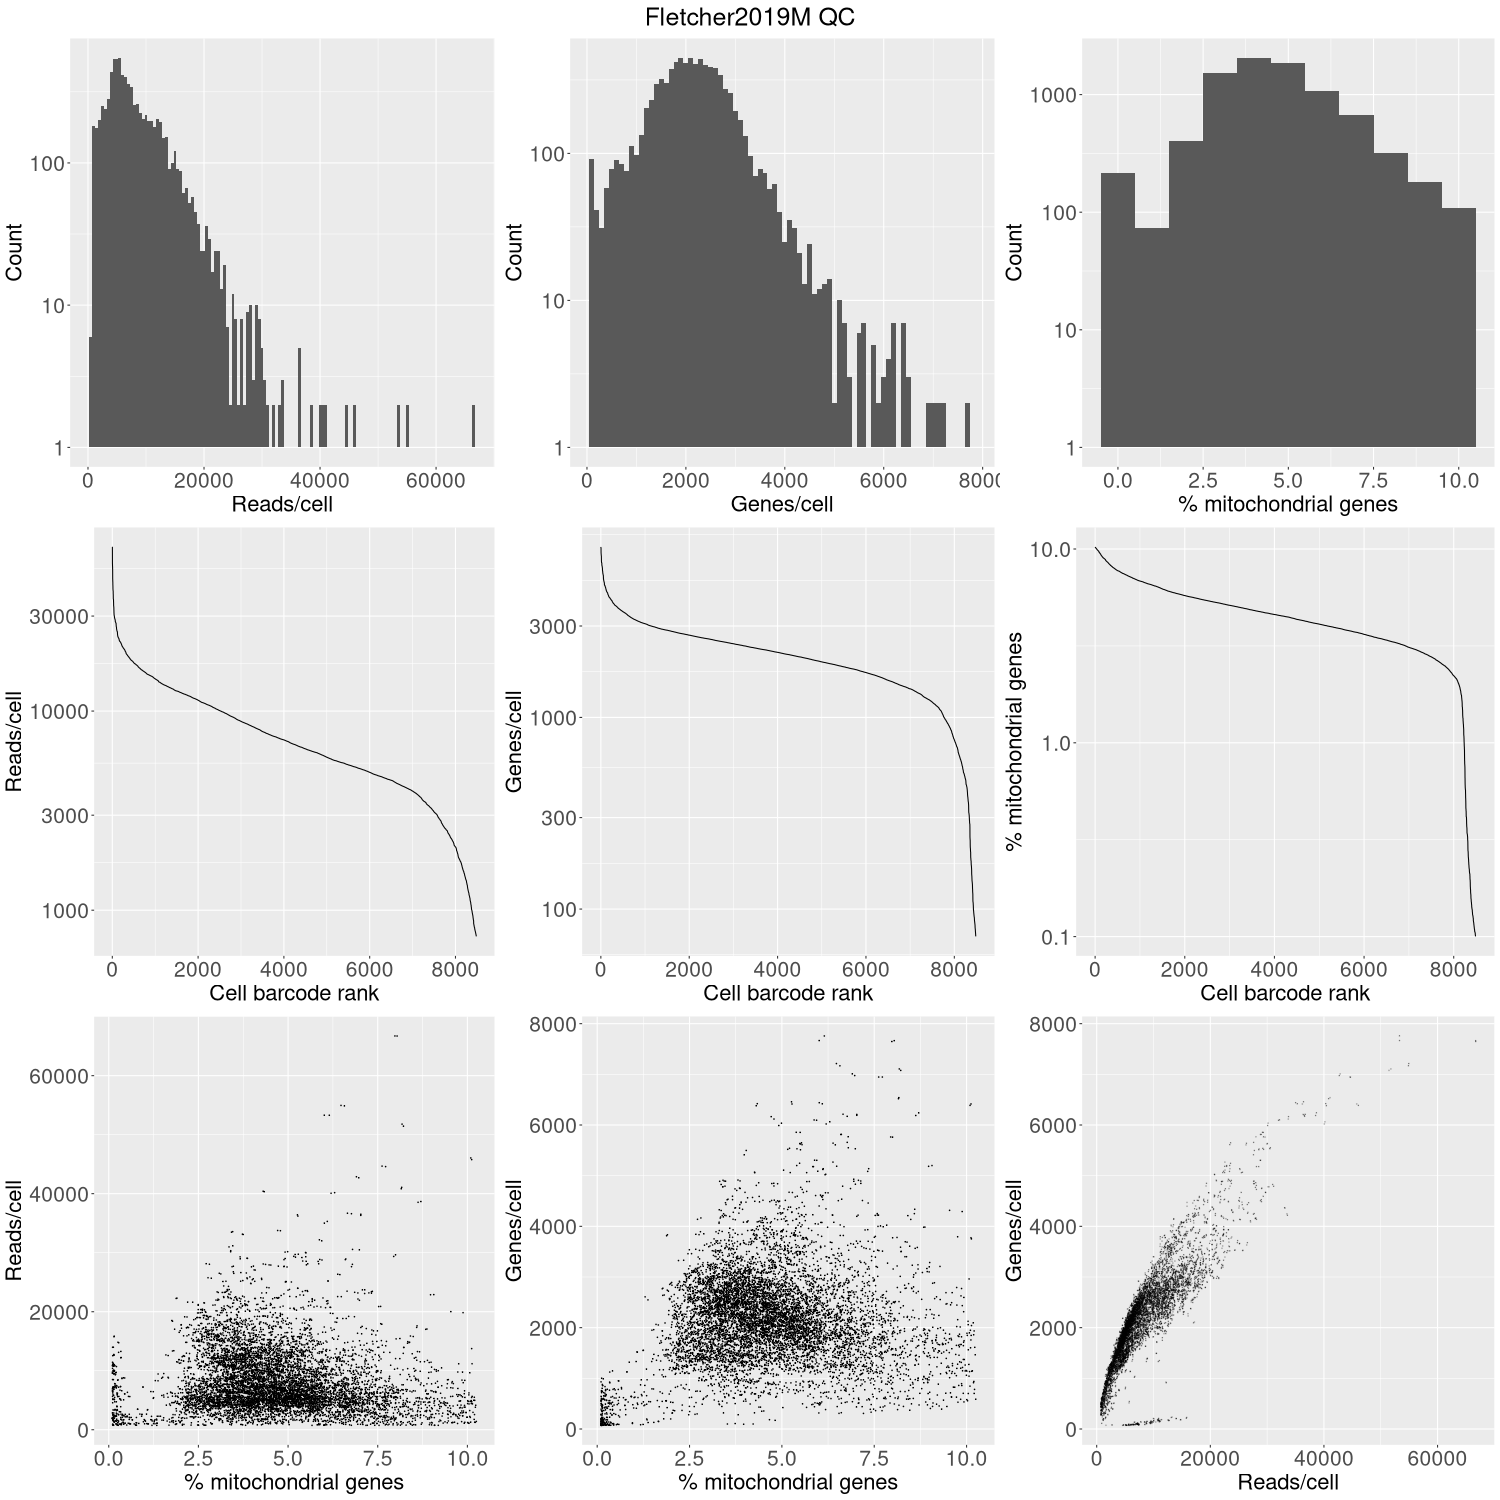 Fletcher2019M QC
Count
100
10
1
0 20000 40000 60000
Reads/cell
Count
100
10
1
0 2000 4000 6000 8000
Genes/cell
Count
1000
100
10
1
0.0 2.5 5.0 7.5 10.0
% mitochondrial genes
Reads/cell
30000
10000
3000
1000
0 2000 4000 6000 8000
Cell barcode rank
Genes/cell
3000
1000
300
100
0 2000 4000 6000 8000
Cell barcode rank
% mitochondrial genes
10.0
1.0
0.1
0 2000 4000 6000 8000
Cell barcode rank
Reads/cell
60000
40000
20000
0
0.0 2.5 5.0 7.5 10.0
% mitochondrial genes
Genes/cell
8000
6000
4000
2000
0
0.0 2.5 5.0 7.5 10.0
% mitochondrial genes
Genes/cell
8000
6000
4000
2000
0
0 20000 40000 60000
Reads/cell